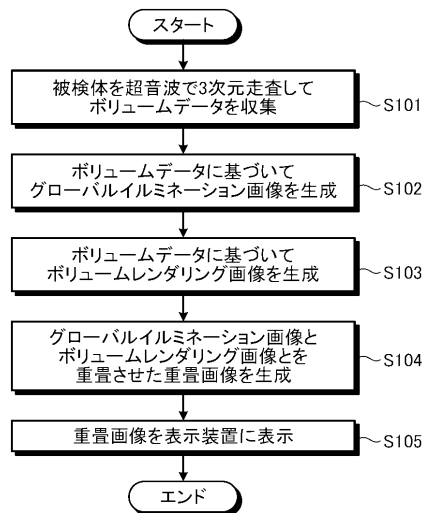 スタート
被検体を超音波で3次元走査して
ボリュームデータを収集
S101
ボリュームデータに基づいて
グローバルイルミネーション画像を生成
S102
ボリュームデータに基づいて
ボリュームレンダリング画像を生成
S103
グローバルイルミネーション画像と
ボリュームレンダリング画像とを
重畳させた重畳画像を生成
S104
重畳画像を表示装置に表示
S105
エンド